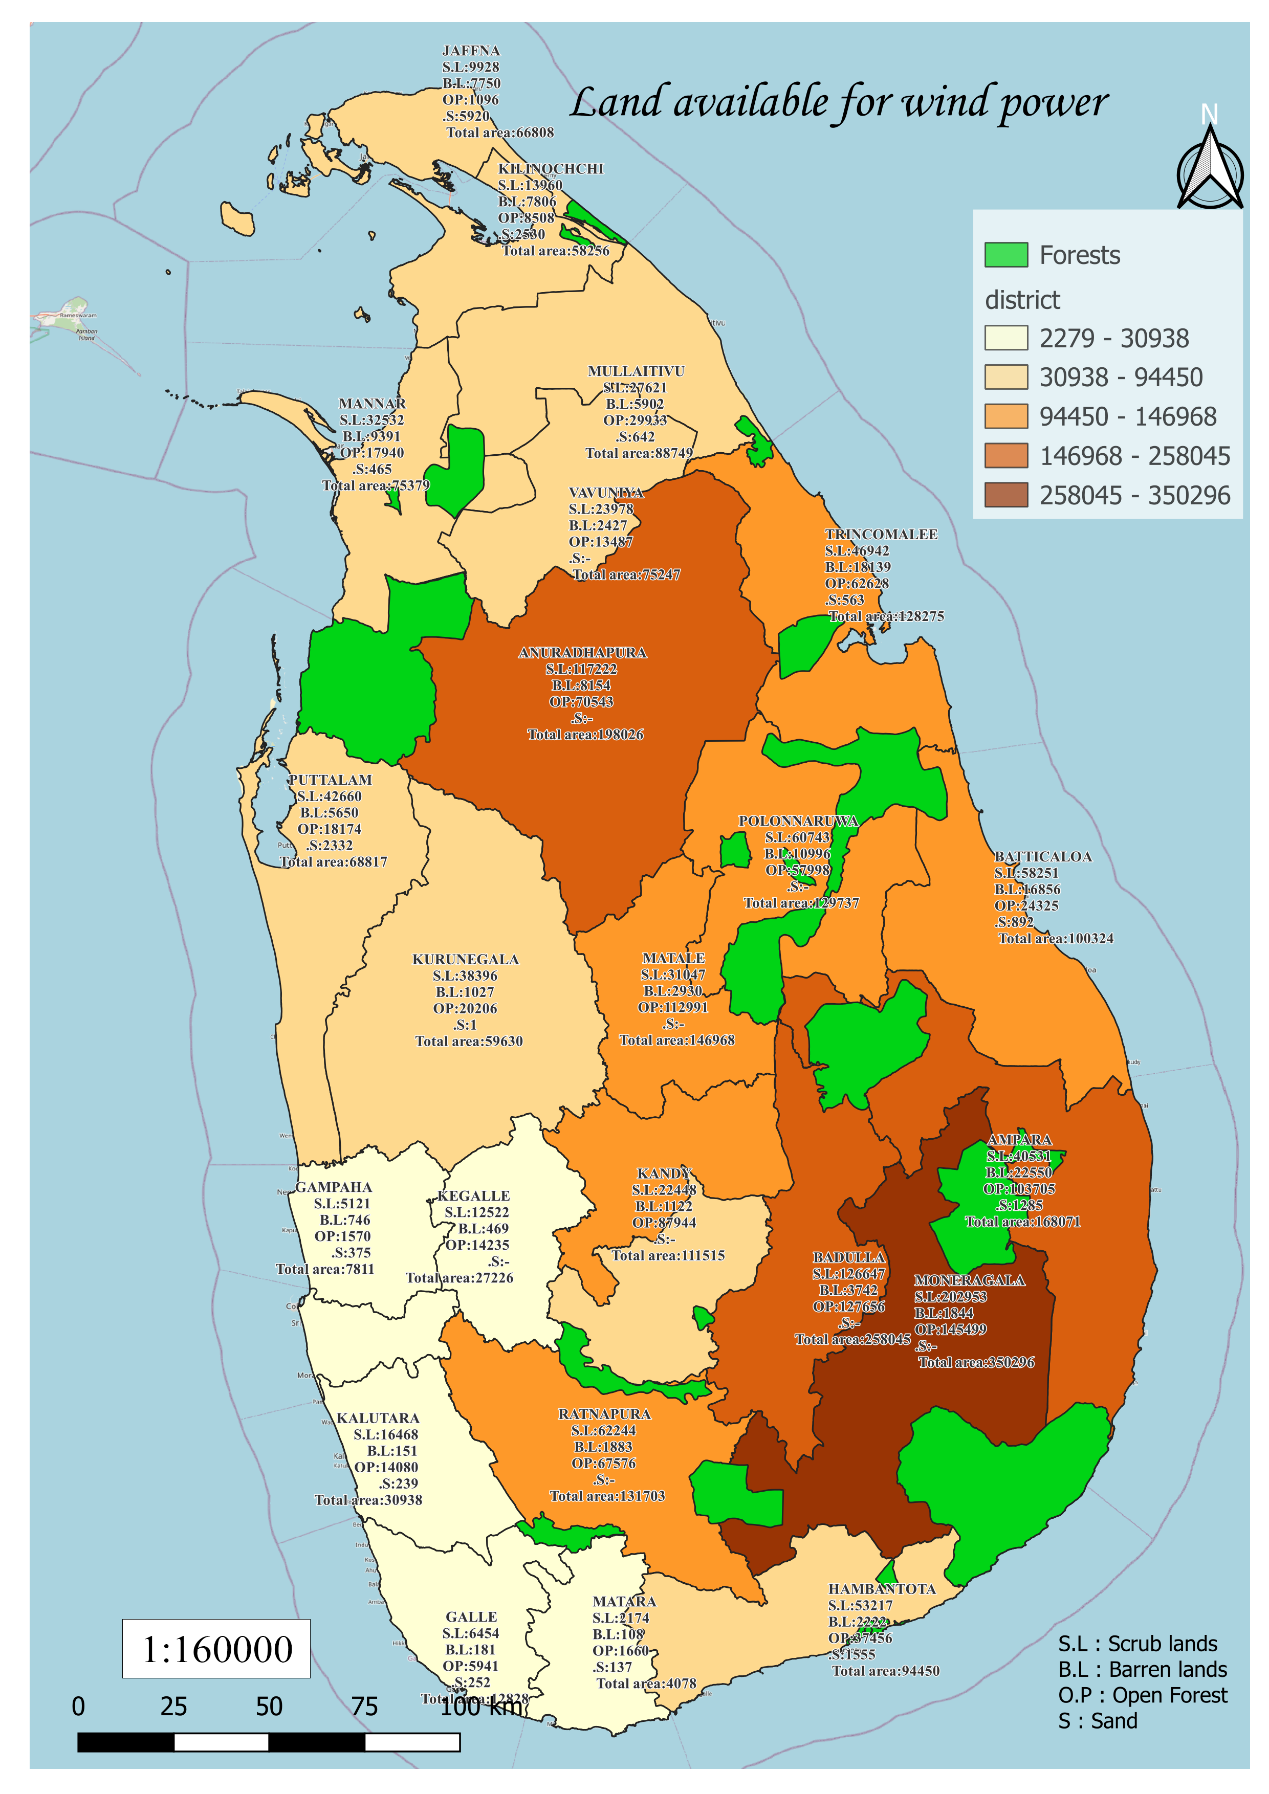 Land available for wind power
N
Forests
district
2279 - 30938
30938 - 94450
94450 - 146968
146968 - 258045
258045 - 350296
JAFFNA
S.L:9928
B.L:7750
OP:1096
.S:5920
Total area:66808
KILINOCHCHI
S.L:13960
B.L:7806
OP:8508
.S:2530
Total area:58256
Rameswaram
Pamban
Island
MULLAITIVU
S.L:27621
B.L:5902
OP:29933
.S:642
Total area:88749
MANNAR
S.L:32532
B.L:9391
OP:17940
.S:465
Total area:75379
VAVUNIYA
S.L:23978
B.L:2427
OP:13487
.S:-
Total area:75247
TRINCOMALEE
S.L:46942
B.L:18139
OP:62628
.S:563
Total area:128275
ANURADHAPURA
S.L:117222
B.L:8154
OP:70543
.S:-
Total area:198026
PUTTALAM
S.L:42660
B.L:5650
OP:18174
.S:2332
Total area:68817
POLONNARUWA
S.L:60743
B.L:10996
OP:57998
.S:-
Total area:129737
BATTICALOA
S.L:58251
B.L:16856
OP:24325
.S:892
Total area:100324
KURUNEGALA
S.L:38396
B.L:1027
OP:20206
.S:1
Total area:59630
MATALE
S.L:31047
B.L:2930
OP:112991
.S:-
Total area:146968
AMPARA
S.L:40531
B.L:22550
OP:103705
.S:1285
Total area:168071
GAMPAHA
S.L:5121
B.L:746
OP:1570
.S:375
Total area:7811
KEGALLE
S.L:12522
B.L:469
OP:14235
.S:-
Total area:27226
KANDY
S.L:22448
B.L:1122
OP:87944
.S:-
Total area:111515
BADULLA
S.L:126647
B.L:3742
OP:127656
.S:-
Total area:258045
MONERAGALA
S.L:202953
B.L:1844
OP:145499
.S:-
Total area:350296
KALUTARA
S.L:16468
B.L:151
OP:14080
.S:239
Total area:30938
RATNAPURA
S.L:62244
B.L:1883
OP:67576
.S:-
Total area:131703
GALLE
S.L:6454
B.L:181
OP:5941
.S:252
Total area:12828
MATARA
S.L:2174
B.L:108
OP:1660
.S:137
Total area:4078
HAMBANTOTA
S.L:53217
B.L:2222
OP:37456
.S:1555
Total area:94450
1:160000
0 25 50 75 100 km
S.L : Scrub lands
B.L : Barren lands
O.P : Open Forest
S : Sand